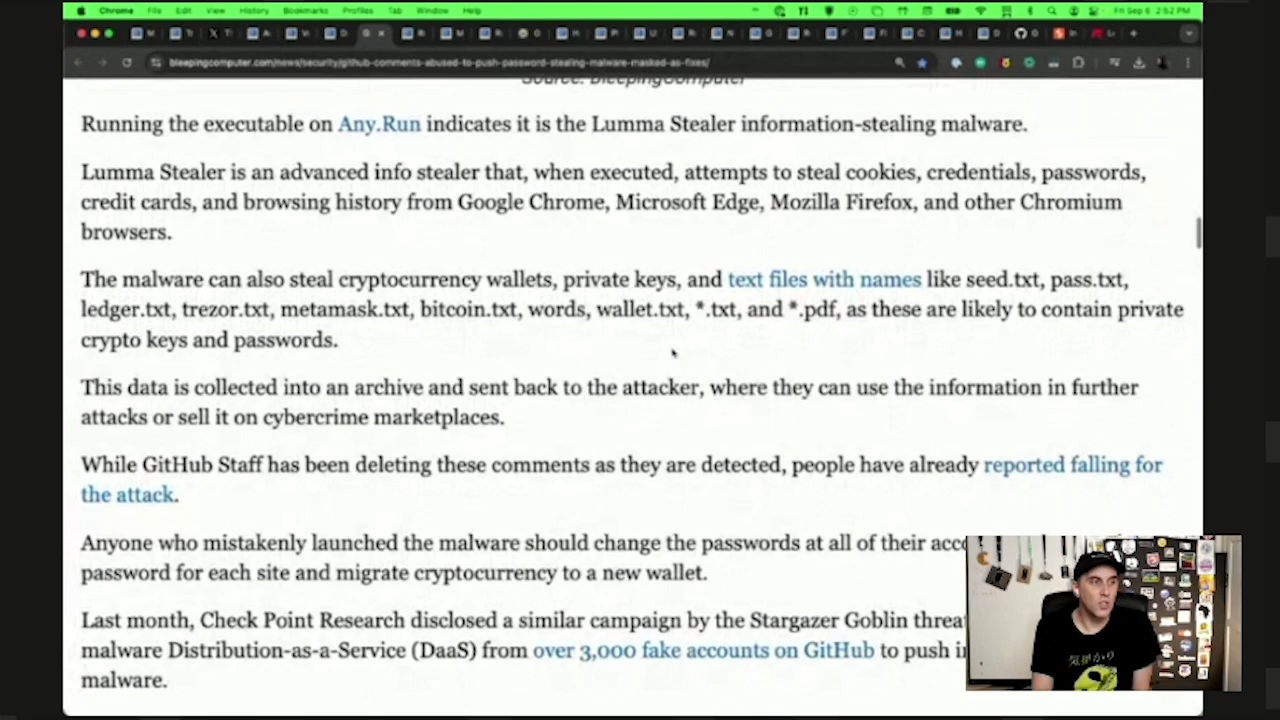 Chrome File Edit View History Bookmarks Profiles Tab Window Help Fri Sep 6 2:52 PM
bleepingcomputer.com/news/security/github-comments-abused-to-push-password-stealing-malware-masked-as-fixes/
Source: BleepingComputer
Running the executable on Any.Run indicates it is the Lumma Stealer information-stealing malware.
Lumma Stealer is an advanced info stealer that, when executed, attempts to steal cookies, credentials, passwords,
credit cards, and browsing history from Google Chrome, Microsoft Edge, Mozilla Firefox, and other Chromium
browsers.
The malware can also steal cryptocurrency wallets, private keys, and text files with names like seed.txt, pass.txt,
ledger.txt, trezor.txt, metamask.txt, bitcoin.txt, words, wallet.txt, *.txt, and *.pdf, as these are likely to contain private
crypto keys and passwords.
This data is collected into an archive and sent back to the attacker, where they can use the information in further
attacks or sell it on cybercrime marketplaces.
While GitHub Staff has been deleting these comments as they are detected, people have already reported falling for
the attack.
Anyone who mistakenly launched the malware should change the passwords at all of their acc
password for each site and migrate cryptocurrency to a new wallet.
Last month, Check Point Research disclosed a similar campaign by the Stargazer Goblin threa
malware Distribution-as-a-Service (DaaS) from over 3,000 fake accounts on GitHub to push i
malware.